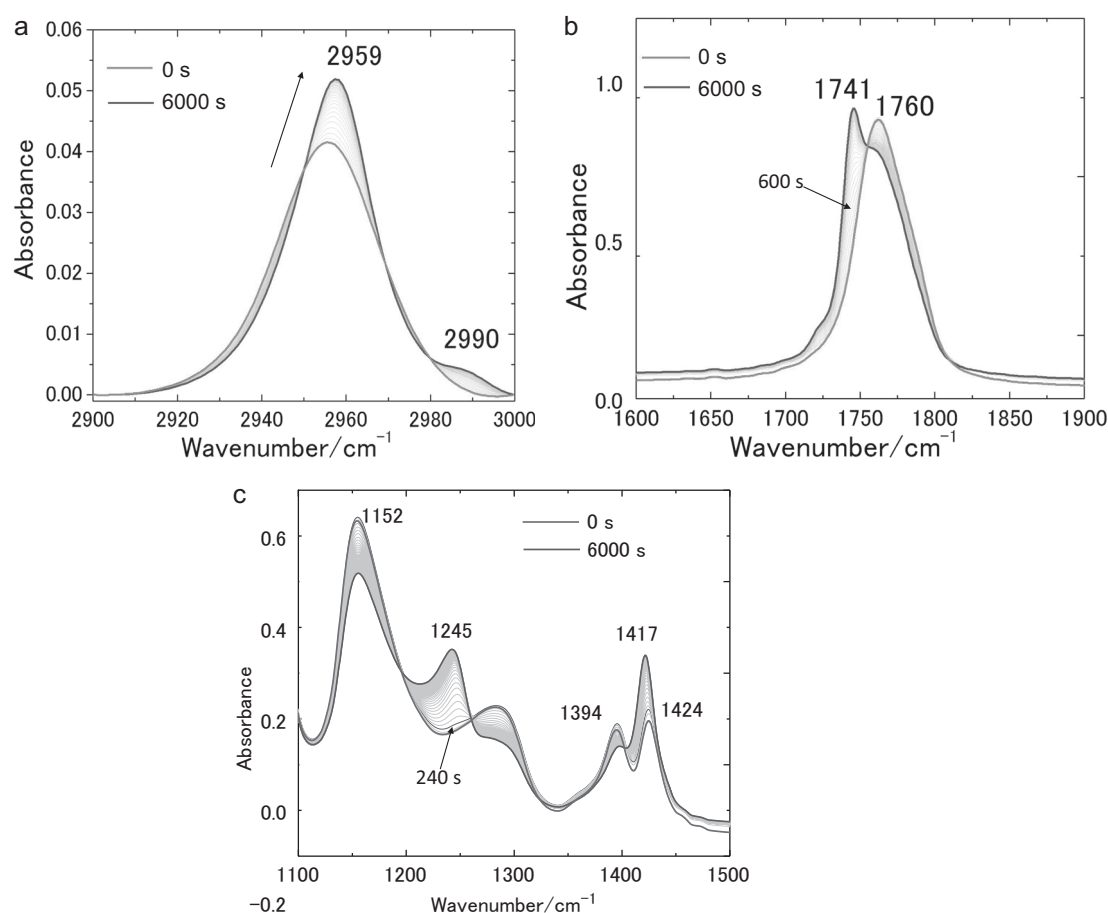 a
0.06
0.05
0.04
0.03
0.02
0.01
0.00
Absorbance
0 s
6000 s
2959
2990
2900 2920 2940 2960 2980 3000
Wavenumber/cm⁻¹
b
1.0
0.5
0.0
Absorbance
0 s
6000 s
1741
1760
600 s
1600 1650 1700 1750 1800 1850 1900
Wavenumber/cm⁻¹
c
0.6
0.4
0.2
0.0
−0.2
Absorbance
0 s
6000 s
1152
1245
1417
1394
1424
240 s
1100 1200 1300 1400 1500
Wavenumber/cm⁻¹